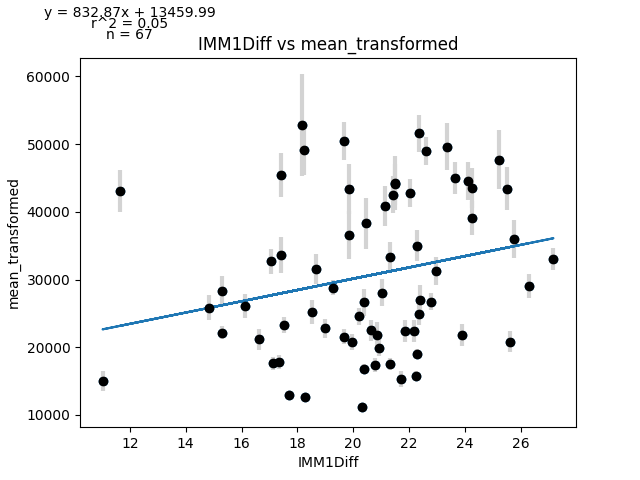 y = 832.87x + 13459.99
r^2 = 0.05
n = 67
IMM1Diff vs mean_transformed
60000
50000
40000
30000
20000
10000
mean_transformed
12 14 16 18 20 22 24 26
IMM1Diff